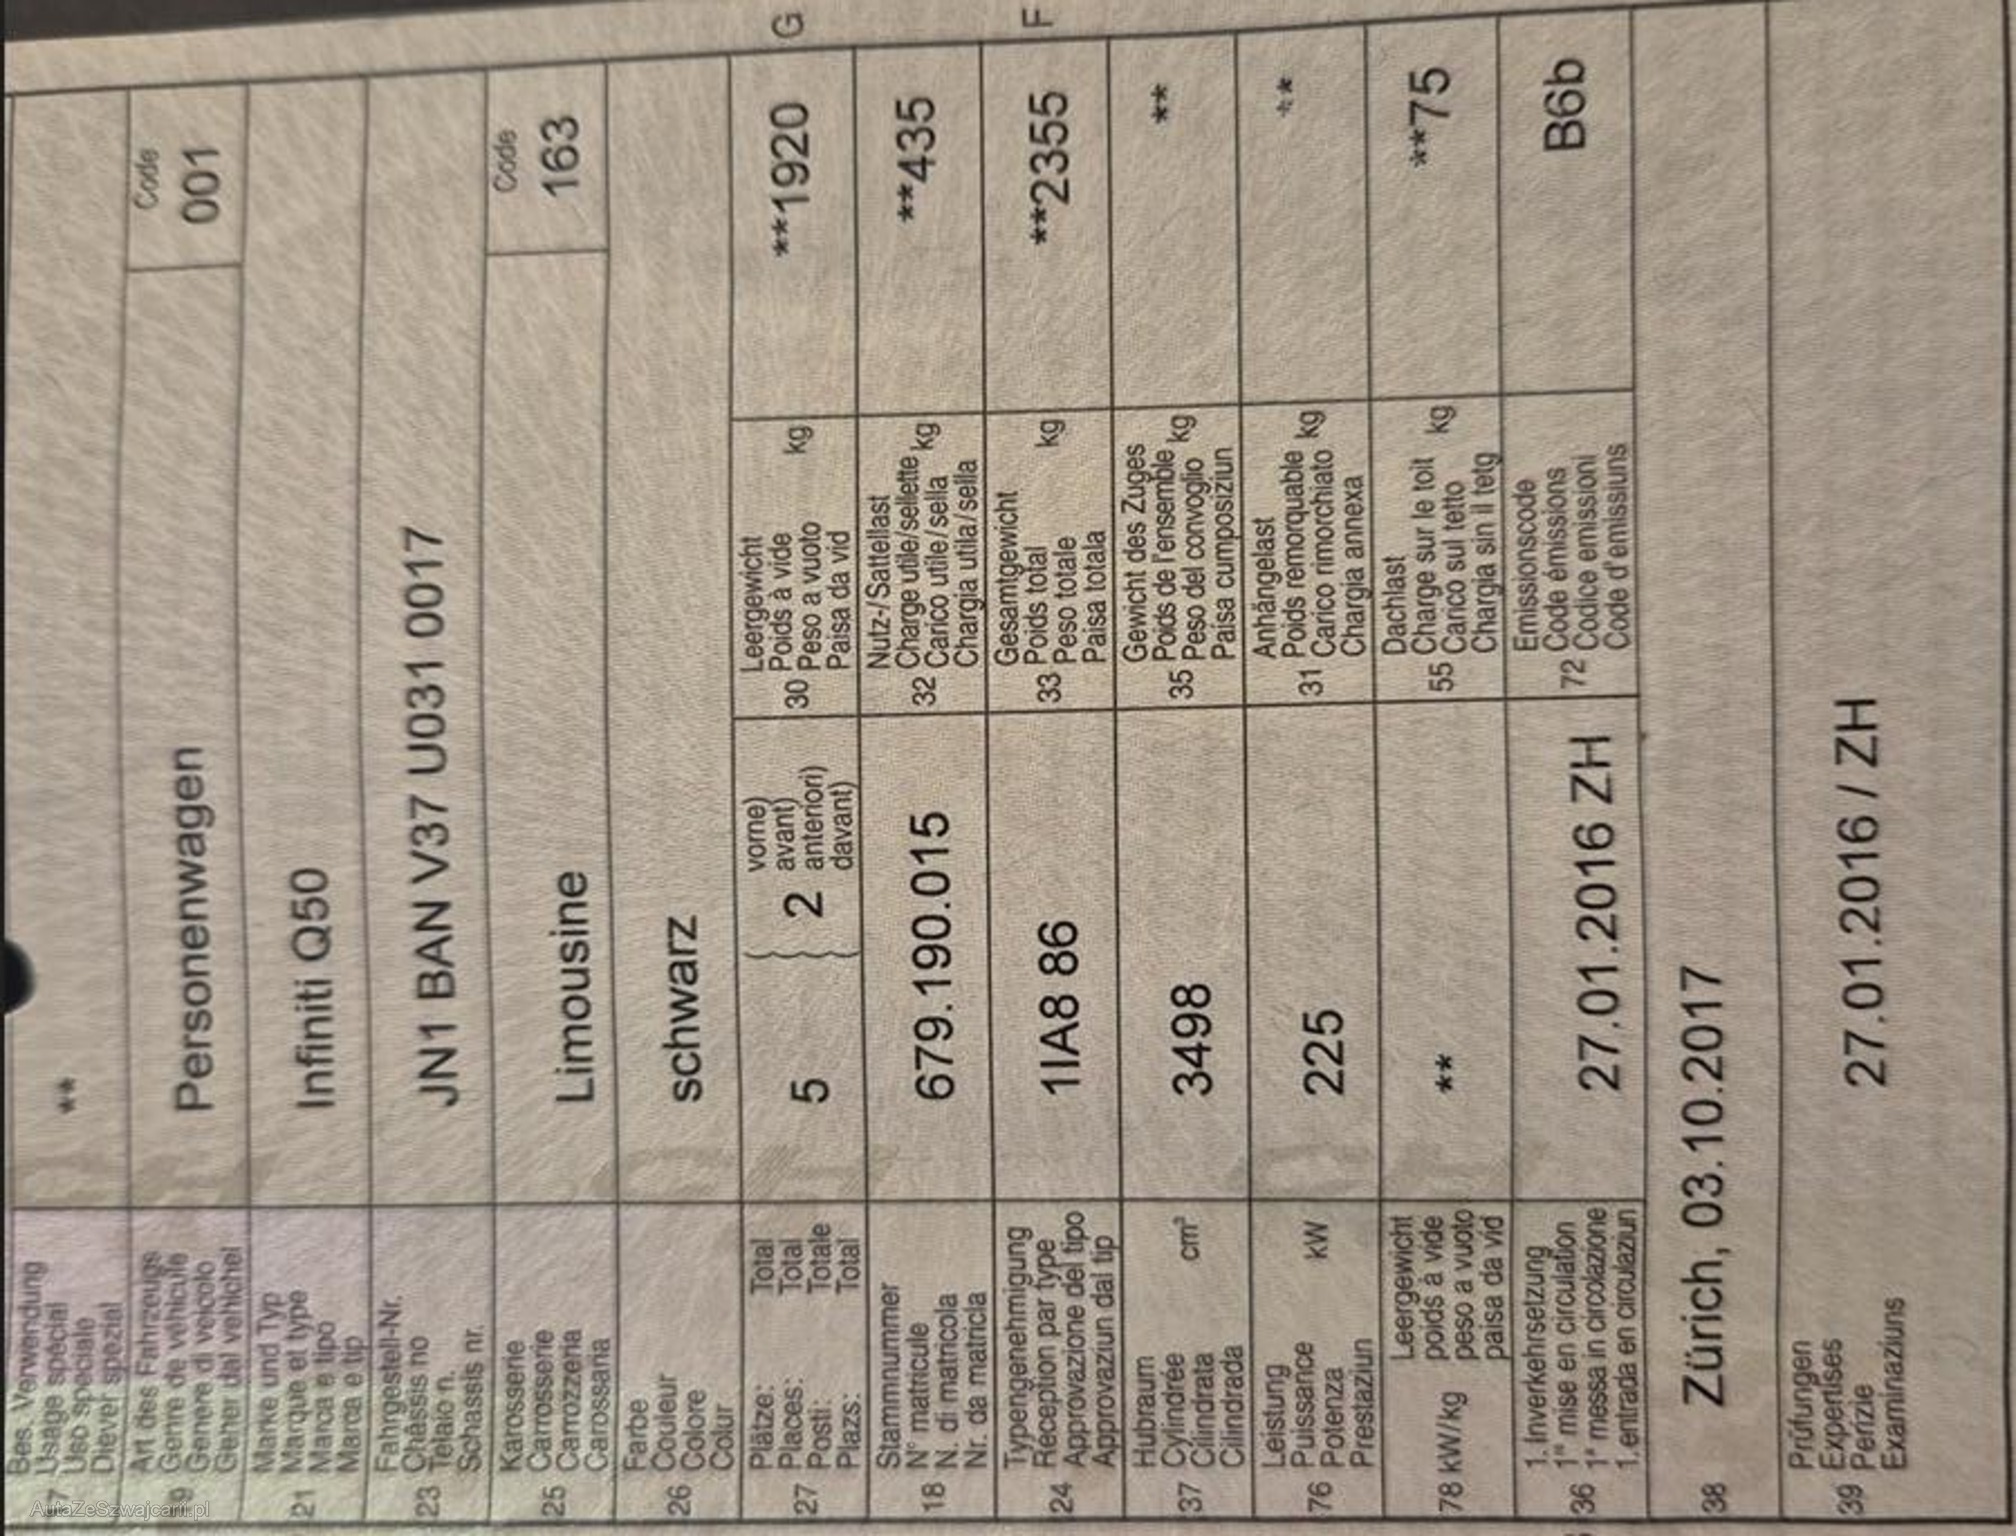 Bes. Verwendung
Usage spécial
Uso speciale
Diever spezial
**
19 Art des Fahrzeugs
Genre de véhicule
Genere di veicolo
Gener dal vehichel
Personenwagen
Code
001
21 Marke und Typ
Marque et type
Marca e tipo
Marca e tip
Infiniti Q50
23 Fahrgestell-Nr.
Châssis no
Telaio n.
Schassis nr.
JN1 BAN V37 U031 0017
25 Karosserie
Carrosserie
Carrozzeria
Carossaria
Limousine
Code
163
26 Farbe
Couleur
Colore
Colur
schwarz
27 Plätze: Total
Places: Total
Posti: Totale
Plazs: Total
5
2
vorne)
avant)
anteriori)
davant)
30 Leergewicht
Poids à vide
Peso a vuoto
Paisa da vid
kg
**1920
G
18 Stammnummer
N° matricule
N. di matricola
Nr. da matricla
679.190.015
32 Nutz-/Sattellast
Charge utile/sellette
Carico utile/sella
Chargia utila/sella
kg
**435
24 Typengenehmigung
Réception par type
Approvazione del tipo
Approvaziun dal tip
1IA8 86
33 Gesamtgewicht
Poids total
Peso totale
Paisa totala
kg
**2355
F
37 Hubraum
Cylindrée
Cilindrata
Cilindrada
cm³
3498
35 Gewicht des Zuges
Poids de l'ensemble
Peso del convoglio
Paisa cumposiziun
kg
**
76 Leistung
Puissance
Potenza
Prestaziun
kW
225
31 Anhängelast
Poids remorquable
Carico rimorchiato
Chargia annexa
kg
**
78 kW/kg
Leergewicht
poids à vide
peso a vuoto
paisa da vid
**
55 Dachlast
Charge sur le toit
Carico sul tetto
Chargia sin il tetg
kg
**75
36 1. Inverkehrsetzung
1re mise en circulation
1a messa in circolazione
1.entrada en circulaziun
27.01.2016 ZH
72 Emissionscode
Code émissions
Codice emissioni
Code d'emissiuns
B6b
38 Zürich, 03.10.2017
39 Prüfungen
Expertises
Perizie
Examinaziuns
27.01.2016 / ZH
AutaZeSzwajcarii.pl